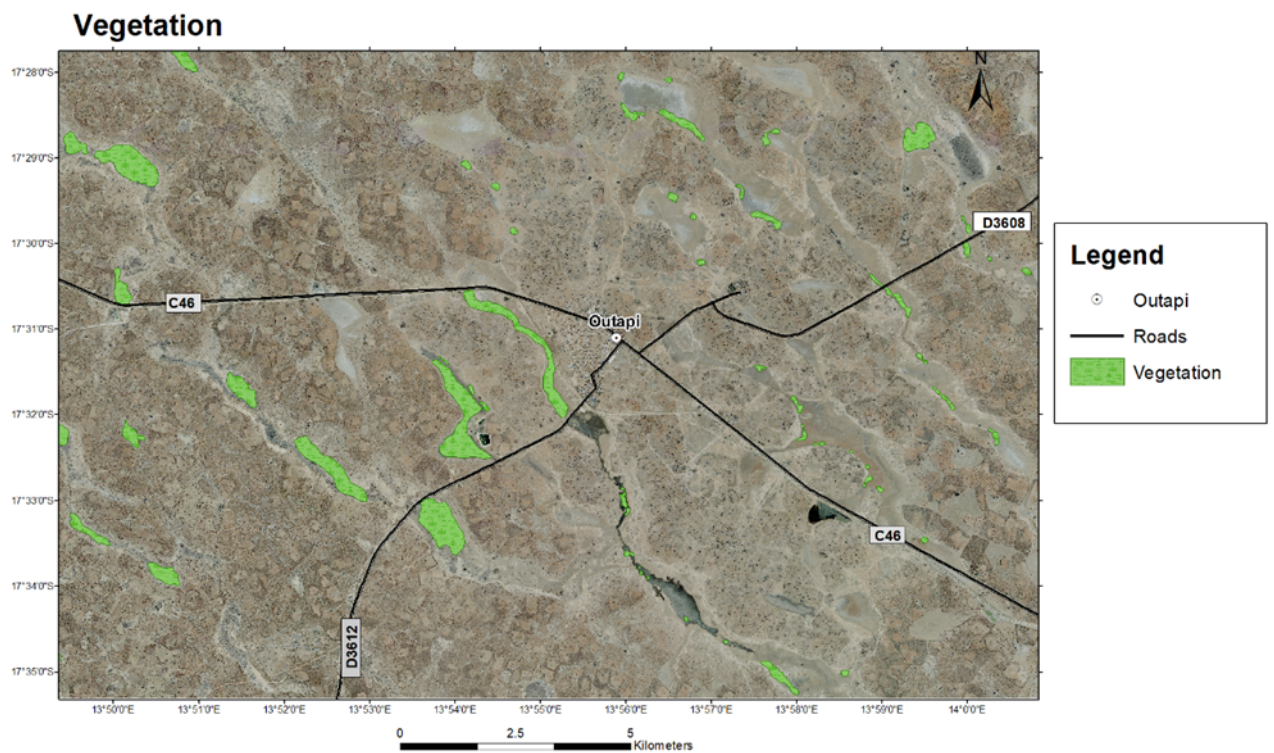 Vegetation
N
17°28'0"S
17°29'0"S
17°30'0"S
17°31'0"S
17°32'0"S
17°33'0"S
17°34'0"S
17°35'0"S
D3608
C46
Outapi
C46
D3612
13°50'0"E
13°51'0"E
13°52'0"E
13°53'0"E
13°54'0"E
13°55'0"E
13°56'0"E
13°57'0"E
13°58'0"E
13°59'0"E
14°0'0"E
0
2.5
5
Kilometers
Legend
Outapi
Roads
Vegetation